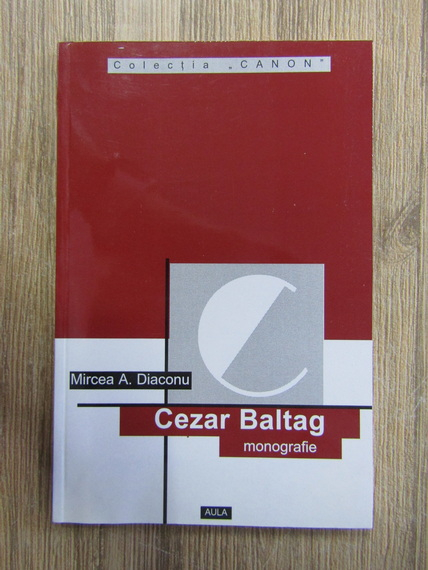 Colecția „CANON”
Mircea A. Diaconu
Cezar Baltag
monografie
AULA